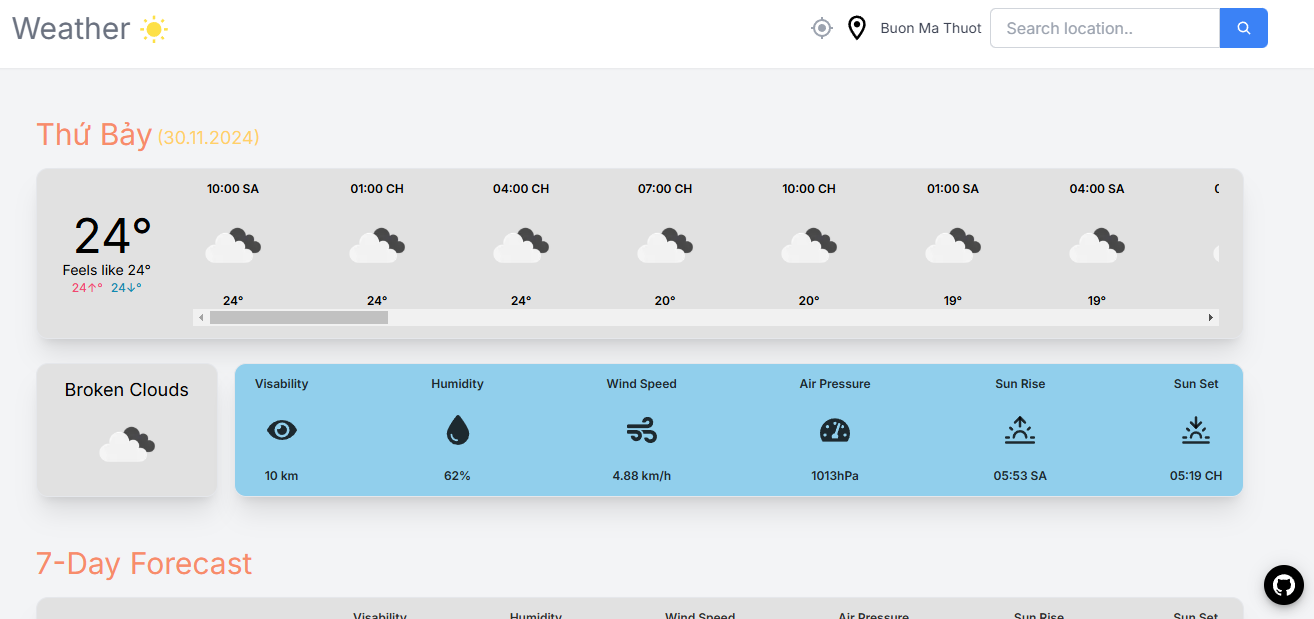 Weather
Buon Ma Thuot
Search location..
Thứ Bảy (30.11.2024)
10:00 SA 01:00 CH 04:00 CH 07:00 CH 10:00 CH 01:00 SA 04:00 SA
24°
Feels like 24°
24↑° 24↓°
24° 24° 24° 20° 20° 19° 19°
Broken Clouds
Visability Humidity Wind Speed Air Pressure Sun Rise Sun Set
10 km 62% 4.88 km/h 1013hPa 05:53 SA 05:19 CH
7-Day Forecast
Visability Humidity Wind Speed Air Pressure Sun Rise Sun Set